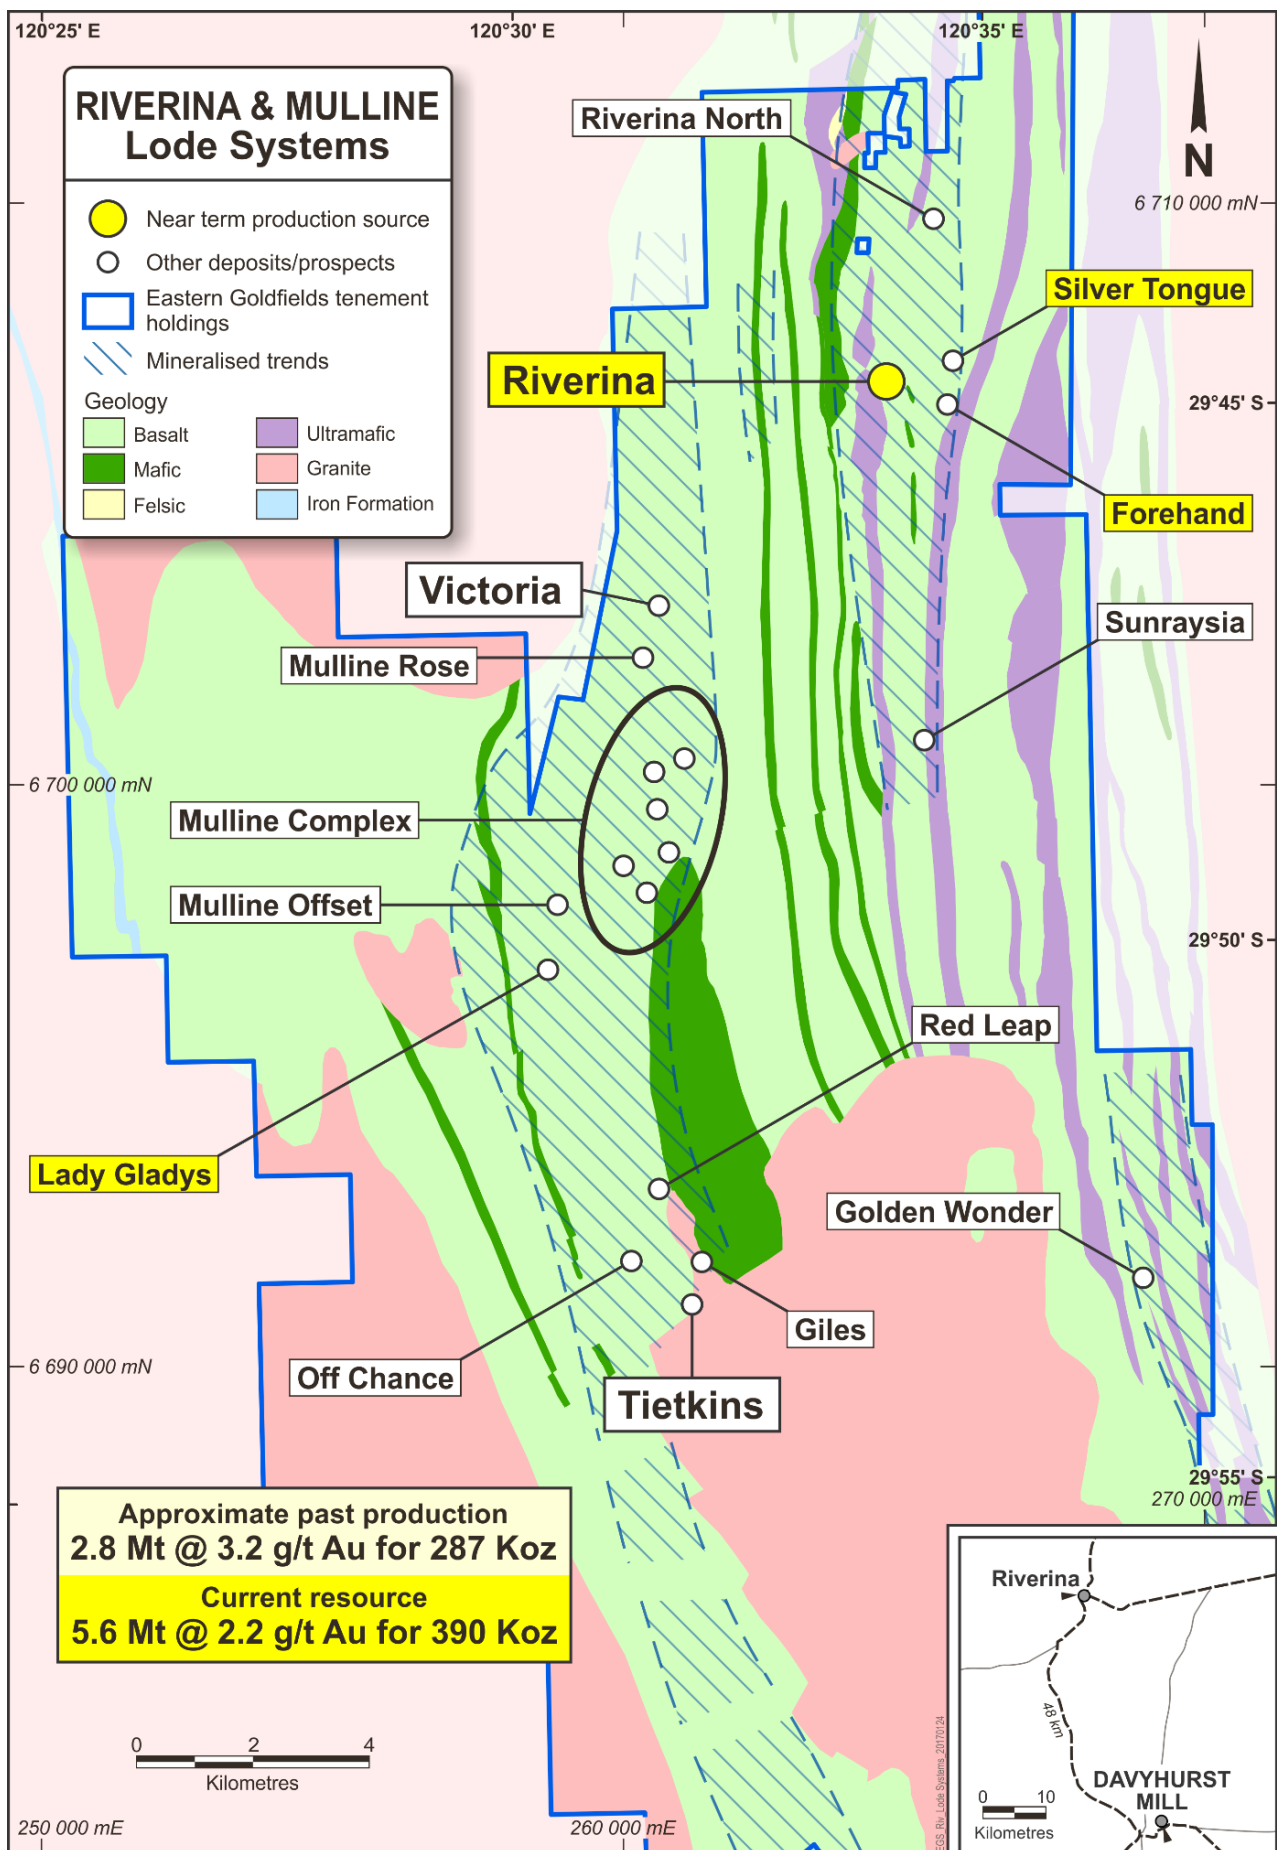 120°25' E
120°30' E
120°35' E
RIVERINA & MULLINE
Lode Systems
Near term production source
Other deposits/prospects
Eastern Goldfields tenement
holdings
Mineralised trends
Geology
Basalt
Ultramafic
Mafic
Granite
Felsic
Iron Formation
Riverina North
N
6 710 000 mN
Silver Tongue
Riverina
29°45' S
Forehand
Victoria
Sunraysia
Mulline Rose
6 700 000 mN
Mulline Complex
Mulline Offset
29°50' S
Red Leap
Lady Gladys
Golden Wonder
Giles
6 690 000 mN
Off Chance
Tietkins
29°55' S
270 000 mE
Approximate past production
2.8 Mt @ 3.2 g/t Au for 287 Koz
Current resource
5.6 Mt @ 2.2 g/t Au for 390 Koz
0 2 4
Kilometres
250 000 mE
260 000 mE
EGS_Riv_Lode Systems_20170124
Riverina
48 km
DAVYHURST
MILL
0 10
Kilometres